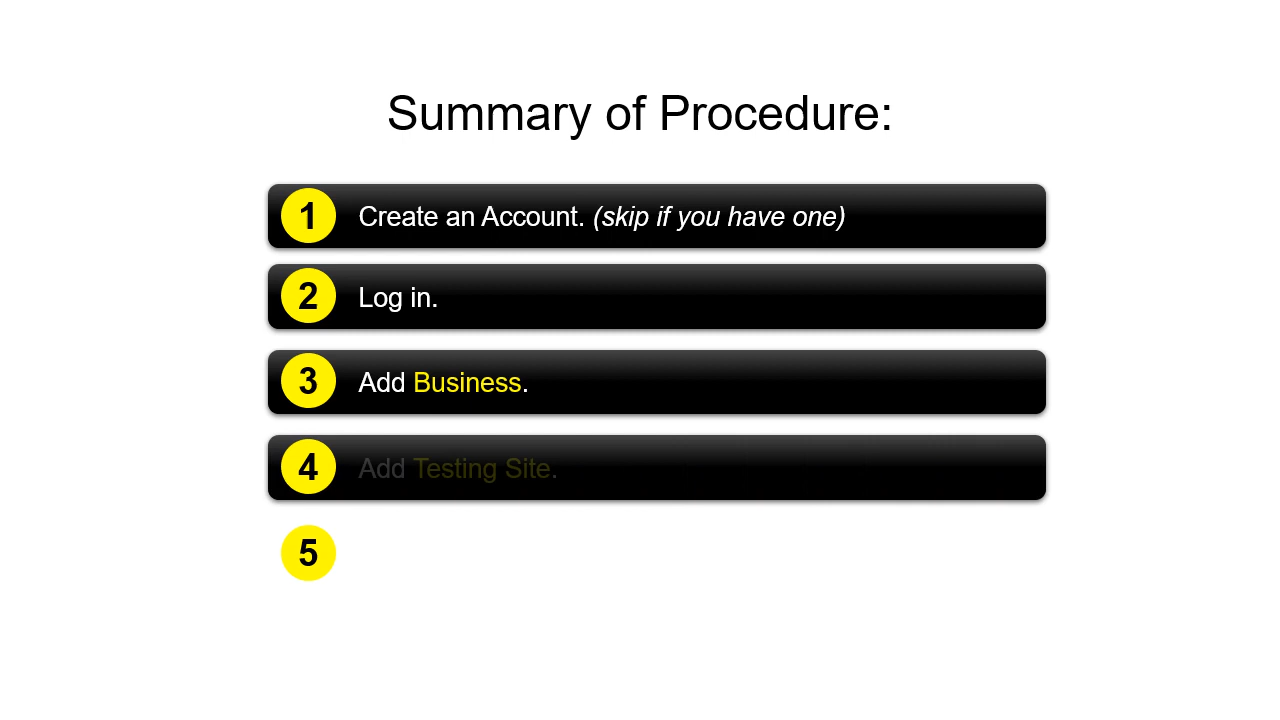 Summary of Procedure:
1 Create an Account. (skip if you have one)
2 Log in.
3 Add Business.
4 Add Testing Site.
5